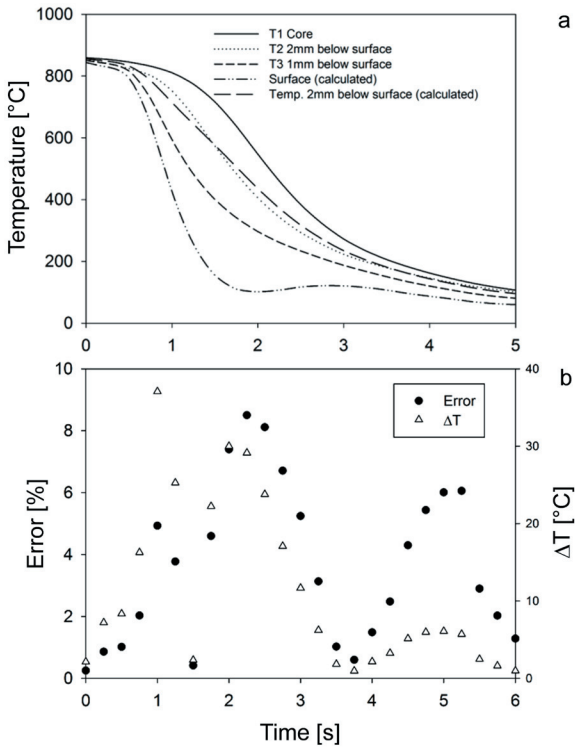 a
1000
800
600
400
200
0
Temperature [°C]
T1 Core
T2 2mm below surface
T3 1mm below surface
Surface (calculated)
Temp. 2mm below surface (calculated)
0 1 2 3 4 5
b
10
8
6
4
2
0
Error [%]
Error
ΔT
40
30
20
10
0
ΔT [°C]
0 1 2 3 4 5 6
Time [s]